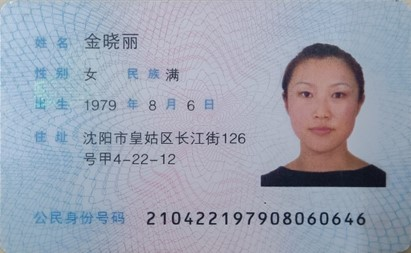 姓名 金晓丽
性别 女 民族 满
出生 1979 年 8 月 6 日
住址 沈阳市皇姑区长江街126
号甲4-22-12
公民身份号码 210422197908060646